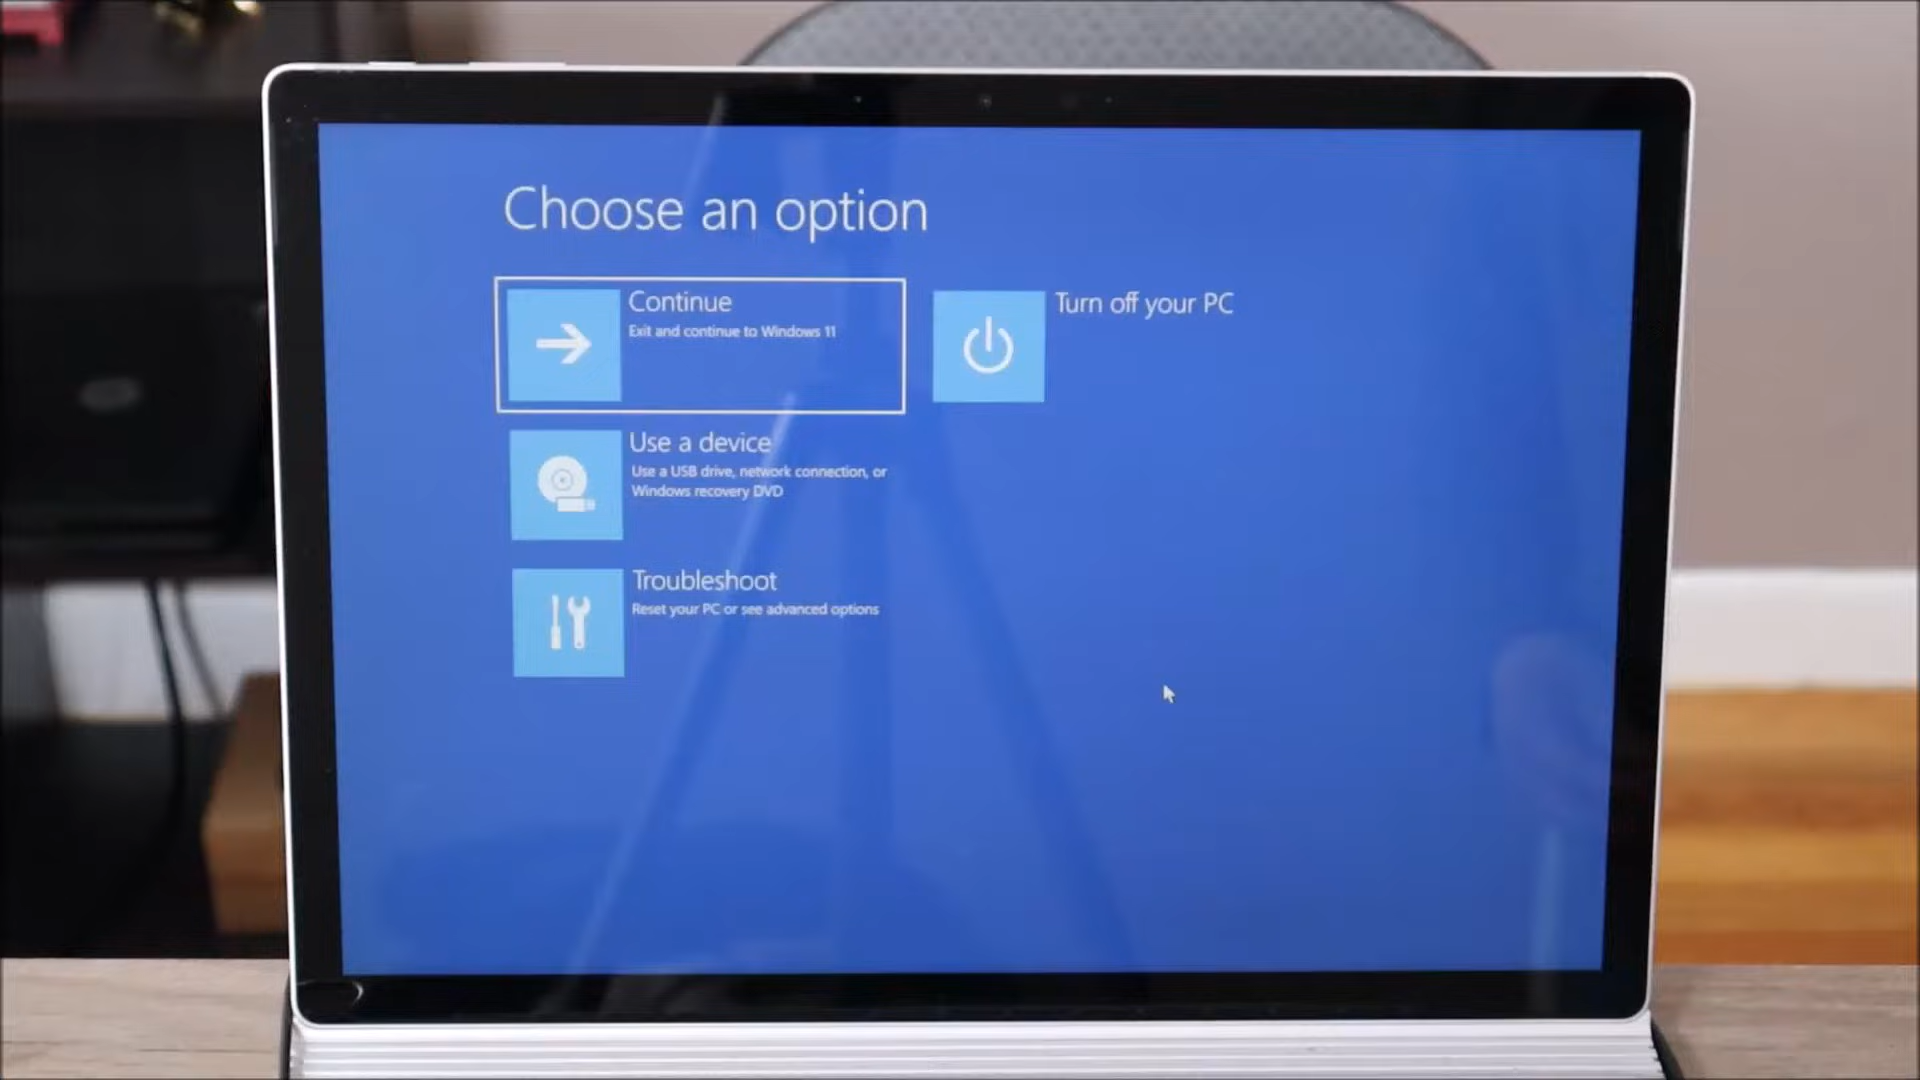 Choose an option
Continue
Exit and continue to Windows 11
Turn off your PC
Use a device
Use a USB drive, network connection, or
Windows recovery DVD
Troubleshoot
Reset your PC or see advanced options